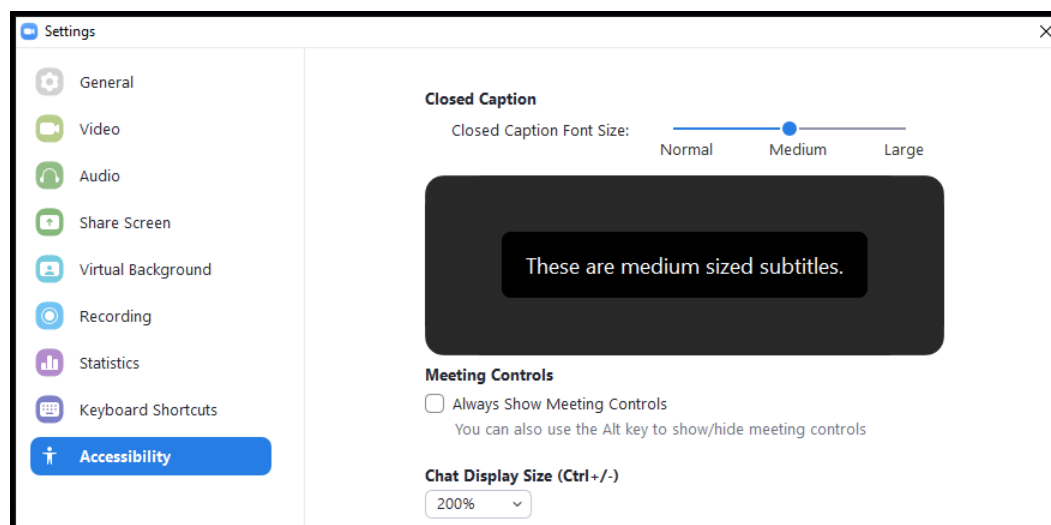 Settings
General
Video
Audio
Share Screen
Virtual Background
Recording
Statistics
Keyboard Shortcuts
Accessibility
Closed Caption
Closed Caption Font Size:
Normal Medium Large
These are medium sized subtitles.
Meeting Controls
Always Show Meeting Controls
You can also use the Alt key to show/hide meeting controls
Chat Display Size (Ctrl+/-)
200%